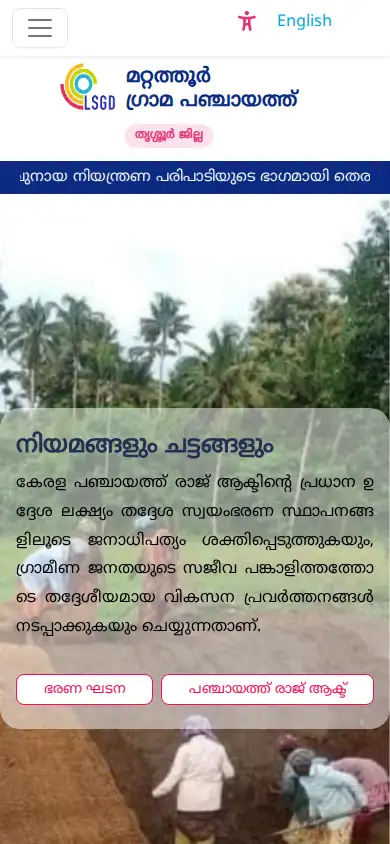 English
LSGD
മറ്റത്തൂർ
ഗ്രാമ പഞ്ചായത്ത്
തൃശ്ശൂർ ജില്ല
നിയന്ത്രണ പരിപാടിയുടെ ഭാഗമായി
നിയമങ്ങളും ചട്ടങ്ങളും
കേരള പഞ്ചായത്ത് രാജ് ആക്ടിന്റെ പ്രധാന ഉ
ദ്ദേശ ലക്ഷ്യം തദ്ദേശ സ്വയംഭരണ സ്ഥാപനങ്ങ
ളിലൂടെ ജനാധിപത്യം ശക്തിപ്പെടുത്തുകയും,
ഗ്രാമീണ ജനതയുടെ സജീവ പങ്കാളിത്തത്തോ
ടെ തദ്ദേശീയമായ വികസന പ്രവർത്തനങ്ങൾ
നടപ്പാക്കുകയും ചെയ്യുന്നതാണ്.
ഭരണ ഘടന
പഞ്ചായത്ത് രാജ് ആക്ട്